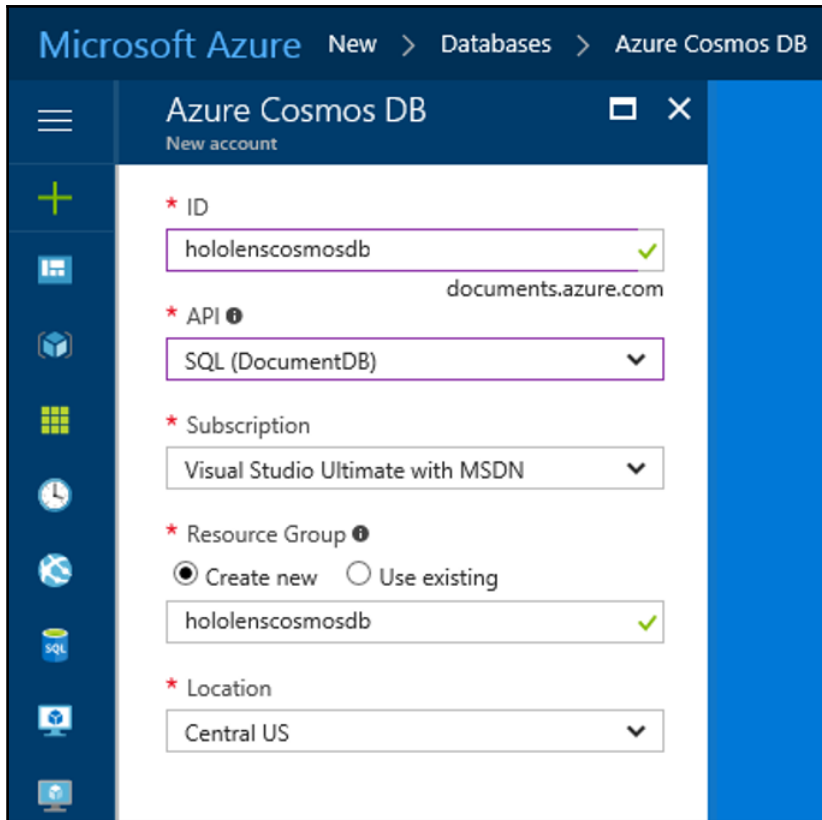 Microsoft Azure New > Databases > Azure Cosmos DB
Azure Cosmos DB
New account
* ID
hololenscosmosdb
documents.azure.com
* API
SQL (DocumentDB)
* Subscription
Visual Studio Ultimate with MSDN
* Resource Group
Create new Use existing
hololenscosmosdb
* Location
Central US
SQL